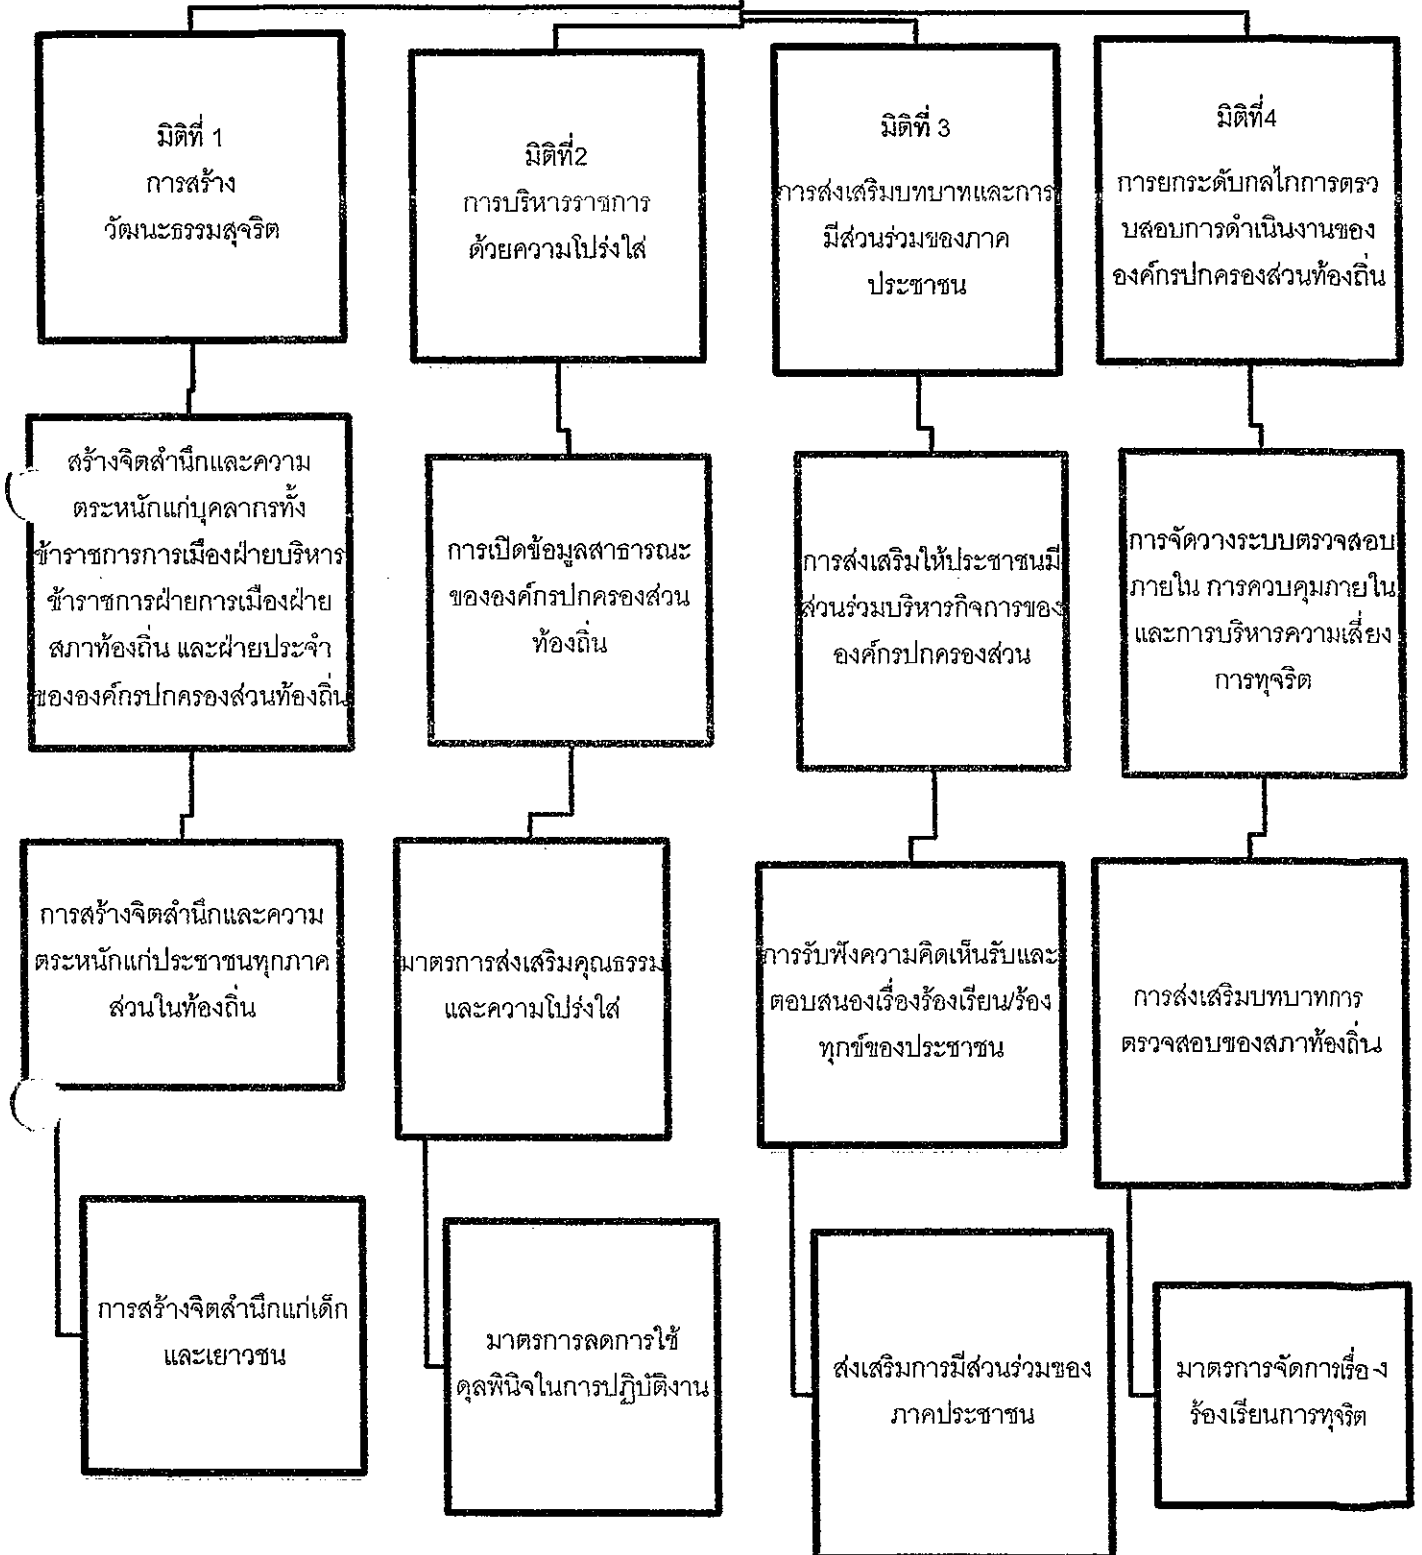 มิติที่ 1
การสร้าง
วัฒนะธรรมสุจริต
สร้างจิตสำนึกและความ
ตระหนักแก่บุคลากรทั้ง
ข้าราชการการเมืองฝ่ายบริหาร
ข้าราชการฝ่ายการเมืองฝ่าย
สภาท้องถิ่น และฝ่ายประจำ
ขององค์กรปกครองส่วนท้องถิ่น
การสร้างจิตสำนึกและความ
ตระหนักแก่ประชาชนทุกภาค
ส่วนในท้องถิ่น
การสร้างจิตสำนึกแก่เด็ก
และเยาวชน
มิติที่2
การบริหารราชการ
ด้วยความโปร่งใส่
การเปิดข้อมูลสาธารณะ
ขององค์กรปกครองส่วน
ท้องถิ่น
มาตรการส่งเสริมคุณธรรม
และความโปร่งใส่
มาตรการลดการใช้
ดุลพินิจในการปฏิบัติงาน
มิติที่ 3
การส่งเสริมบทบาทและการ
มีส่วนร่วมของภาค
ประชาชน
การส่งเสริมให้ประชาชนมี
ส่วนร่วมบริหารกิจการของ
องค์กรปกครองส่วน
การรับฟังความคิดเห็นรับและ
ตอบสนองเรื่องร้องเรียน/ร้อง
ทุกข์ของประชาชน
ส่งเสริมการมีส่วนร่วมของ
ภาคประชาชน
มิติที่4
การยกระดับกลไกการตรว
บสอบการดำเนินงานของ
องค์กรปกครองส่วนท้องถิ่น
การจัดวางระบบตรวจสอบ
ภายใน การควบคุมภายใน
และการบริหารความเสี่ยง
การทุจริต
การส่งเสริมบทบาทการ
ตรวจสอบของสภาท้องถิ่น
มาตรการจัดการเรื่อง
ร้องเรียนการทุจริต